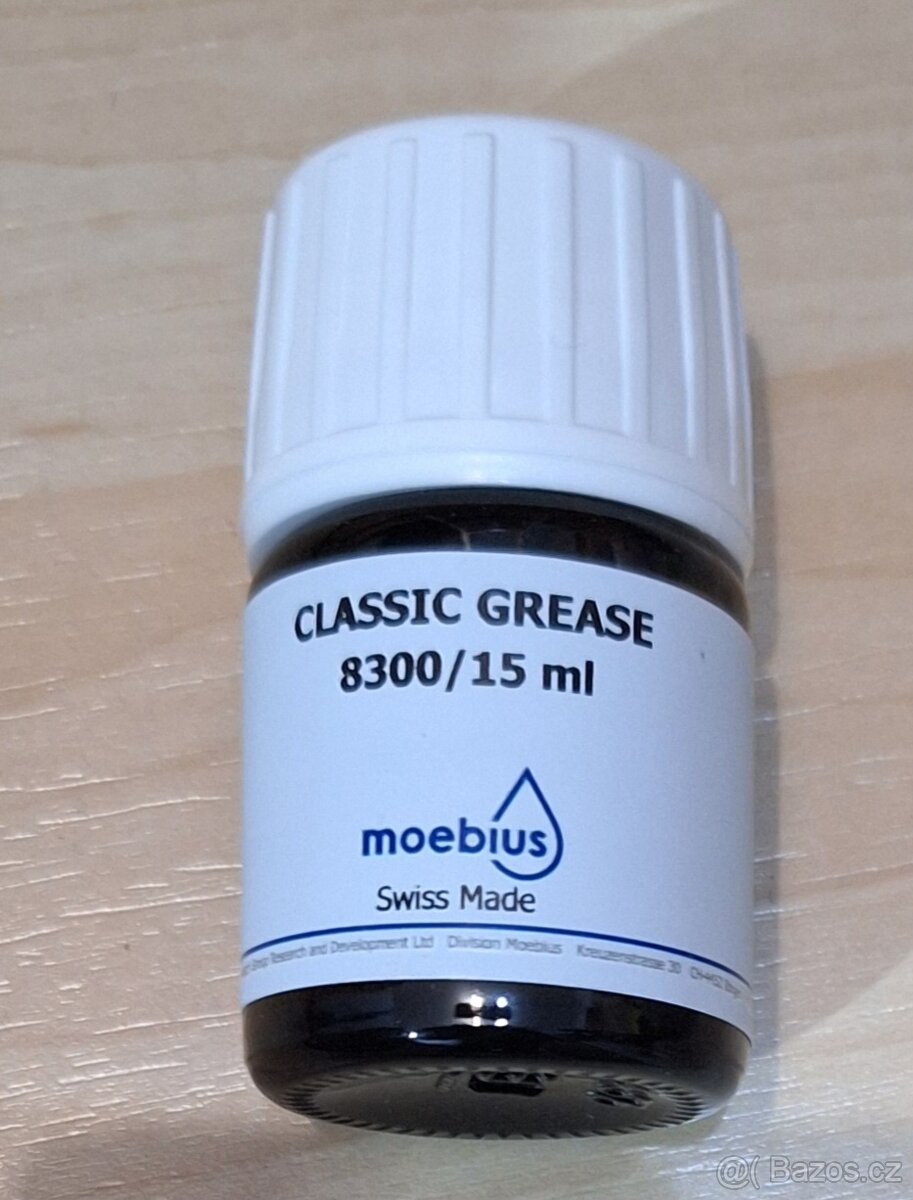 CLASSIC GREASE
8300/15 ml
moebius
Swiss Made
Research and Development Ltd Division Moebius Kreuzenstrasse 30
@( Bazos.cz